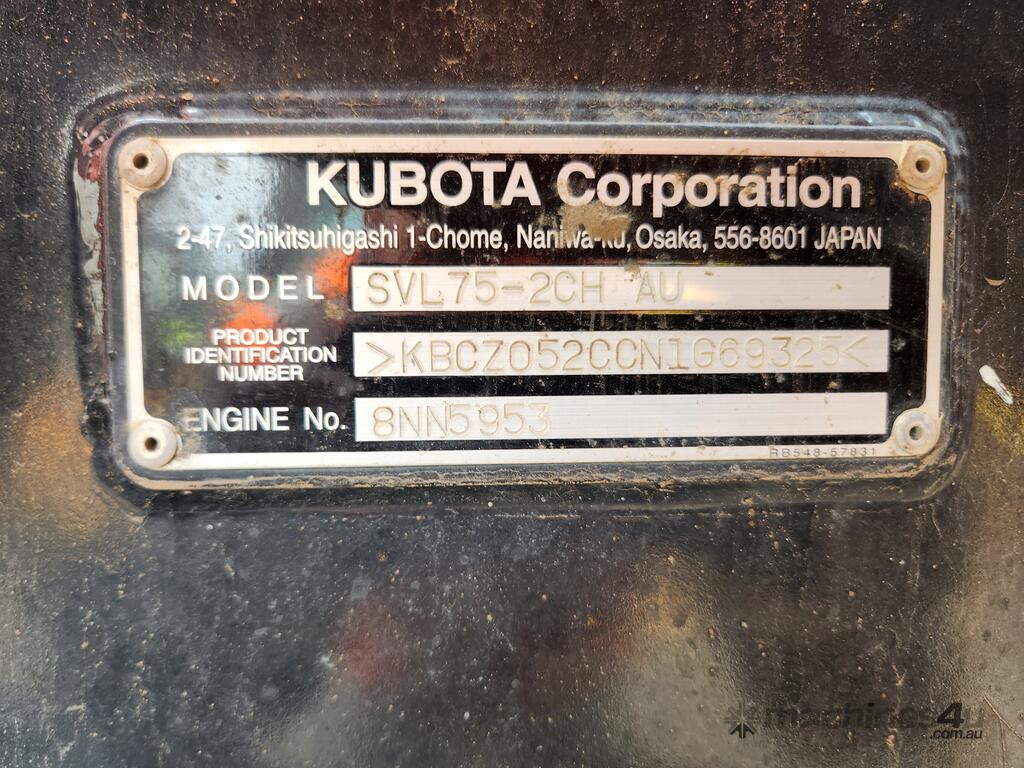 KUBOTA Corporation
2-47, Shikitsuhigashi 1-Chome, Naniwa-ku, Osaka, 556-8601 JAPAN
MODEL SVL75-2CH AU
PRODUCT
IDENTIFICATION
NUMBER
>KBCZ052CCN1G69325<
ENGINE No. 8NN5953
RB548-57831
machines4u
.com.au